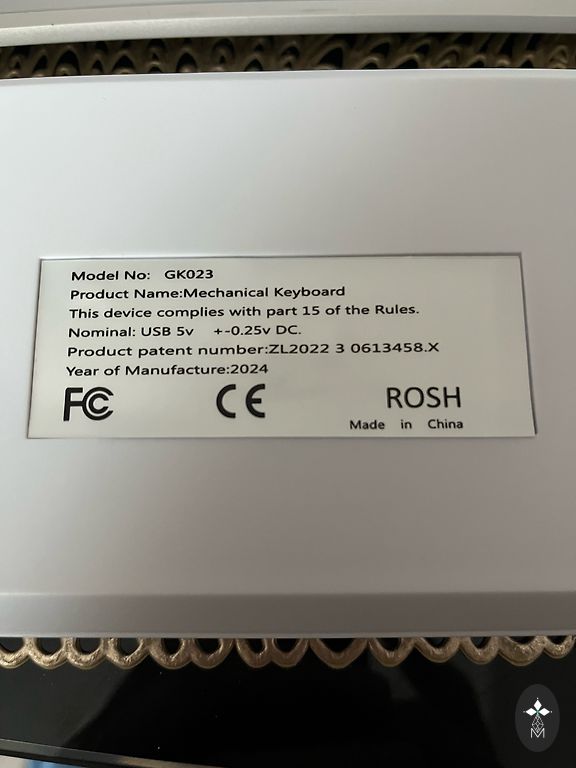 Model No: GK023
Product Name:Mechanical Keyboard
This device complies with part 15 of the Rules.
Nominal: USB 5v +-0.25v DC.
Product patent number:ZL2022 3 0613458.X
Year of Manufacture:2024
FC CE ROSH
Made in China
M